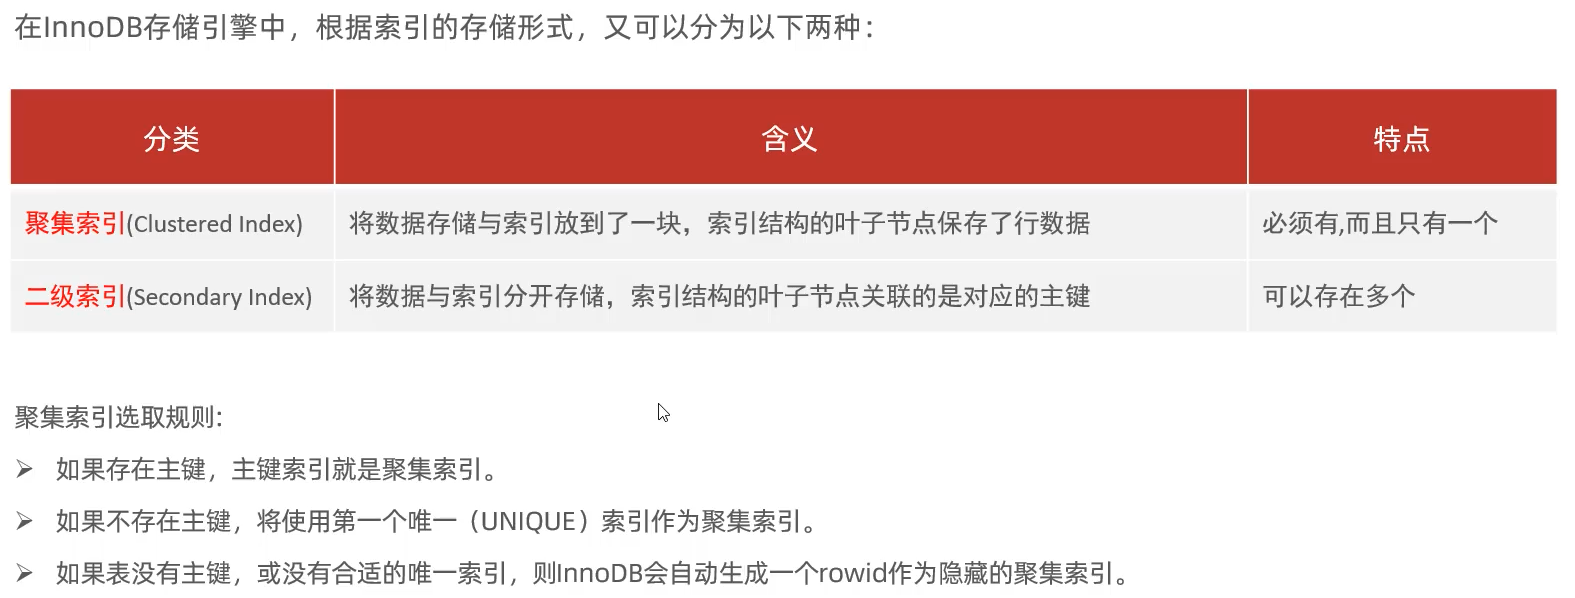 在InnoDB存储引擎中，根据索引的存储形式，又可以分为以下两种：
分类 含义 特点
聚集索引(Clustered Index) 将数据存储与索引放到了一块，索引结构的叶子节点保存了行数据 必须有,而且只有一个
二级索引(Secondary Index) 将数据与索引分开存储，索引结构的叶子节点关联的是对应的主键 可以存在多个
聚集索引选取规则:
➢ 如果存在主键，主键索引就是聚集索引。
➢ 如果不存在主键，将使用第一个唯一（UNIQUE）索引作为聚集索引。
➢ 如果表没有主键，或没有合适的唯一索引，则InnoDB会自动生成一个rowid作为隐藏的聚集索引。